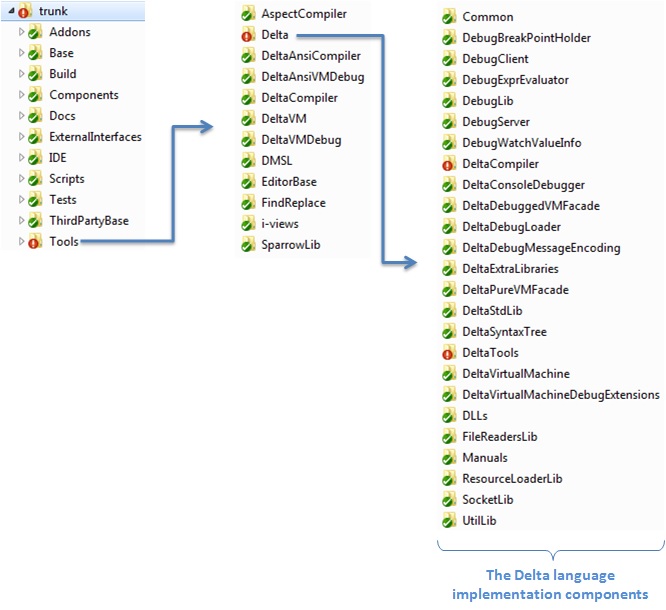 trunk
Addons
Base
Build
Components
Docs
ExternalInterfaces
IDE
Scripts
Tests
ThirdPartyBase
Tools
AspectCompiler
Delta
DeltaAnsiCompiler
DeltaAnsiVMDebug
DeltaCompiler
DeltaVM
DeltaVMDebug
DMSL
EditorBase
FindReplace
i-views
SparrowLib
Common
DebugBreakPointHolder
DebugClient
DebugExprEvaluator
DebugLib
DebugServer
DebugWatchValueInfo
DeltaCompiler
DeltaConsoleDebugger
DeltaDebuggedVMFacade
DeltaDebugLoader
DeltaDebugMessageEncoding
DeltaExtraLibraries
DeltaPureVMFacade
DeltaStdLib
DeltaSyntaxTree
DeltaTools
DeltaVirtualMachine
DeltaVirtualMachineDebugExtensions
DLLs
FileReadersLib
Manuals
ResourceLoaderLib
SocketLib
UtilLib
The Delta language
implementation components